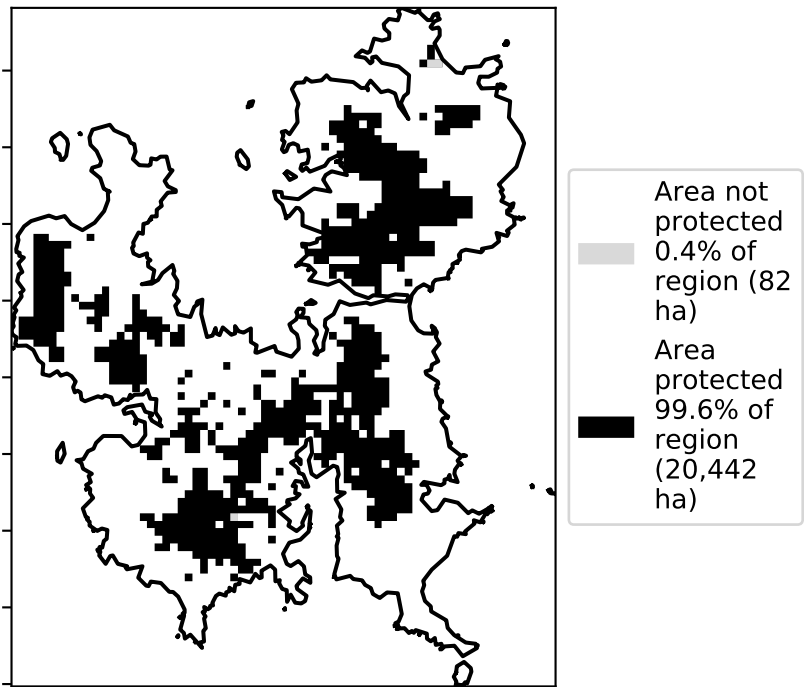 Area not
protected
0.4% of
region (82
ha)
Area
protected
99.6% of
region
(20,442
ha)